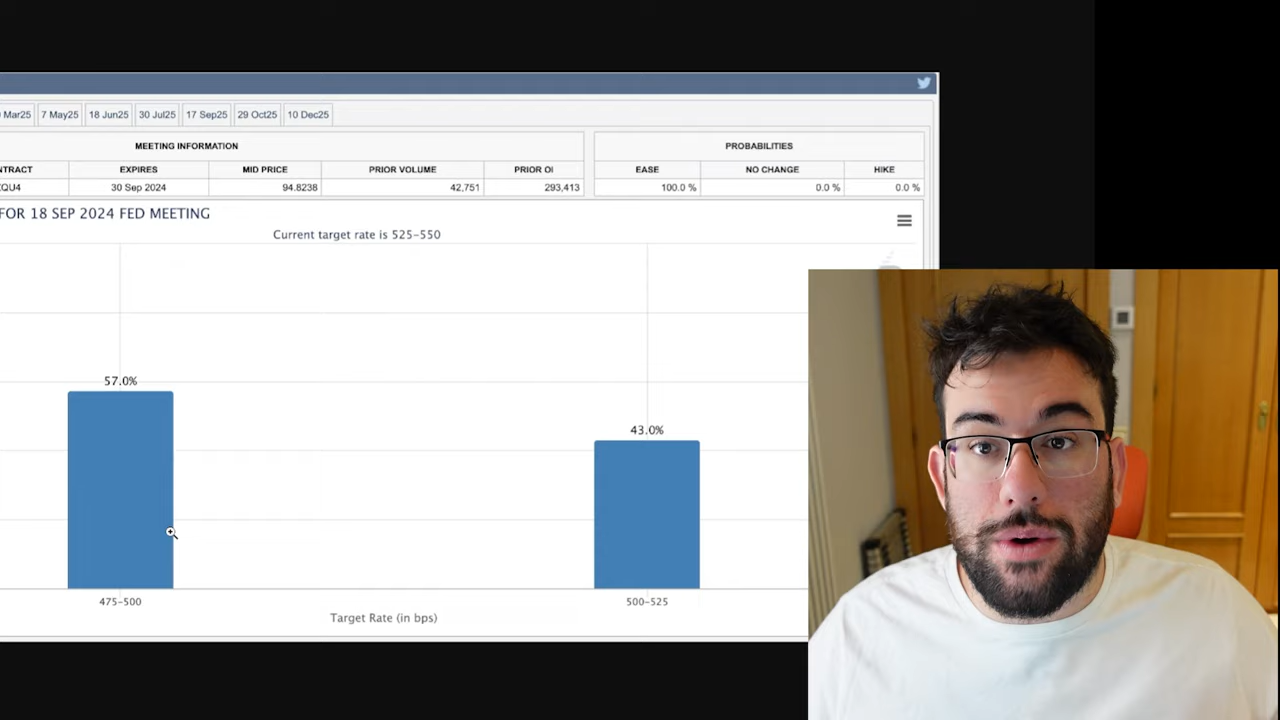 Mar25 7 May25 18 Jun25 30 Jul25 17 Sep25 29 Oct25 10 Dec25
MEETING INFORMATION PROBABILITIES
NTRACT EXPIRES MID PRICE PRIOR VOLUME PRIOR OI EASE NO CHANGE HIKE
QU4 30 Sep 2024 94.8238 42,751 293,413 100.0 % 0.0 % 0.0 %
FOR 18 SEP 2024 FED MEETING
Current target rate is 525–550
57.0%
43.0%
475–500 500–525
Target Rate (in bps)